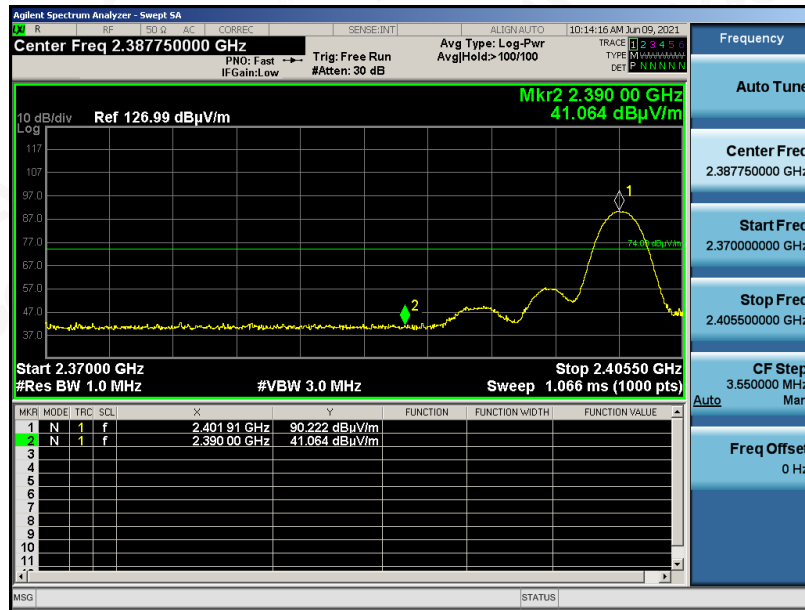 Agilent Spectrum Analyzer - Swept SA
LXI R RF 50 Ω AC CORREC SENSE:INT ALIGN AUTO 10:14:16 AM Jun 09, 2021
Center Freq 2.387750000 GHz
PNO: Fast
IFGain:Low
Trig: Free Run
#Atten: 30 dB
Avg Type: Log-Pwr
Avg|Hold:>100/100
TRACE 1 2 3 4 5 6
TYPE M
DET P N N N N N
Mkr2 2.390 00 GHz
41.064 dBµV/m
10 dB/div Ref 126.99 dBµV/m
Log
117
107
97.0
87.0
77.0
67.0
57.0
47.0
37.0
1
74.00 dBµV/m
2
Start 2.37000 GHz Stop 2.40550 GHz
#Res BW 1.0 MHz #VBW 3.0 MHz Sweep 1.066 ms (1000 pts)
MKR MODE TRC SCL X Y FUNCTION FUNCTION WIDTH FUNCTION VALUE
1 N 1 f 2.401 91 GHz 90.222 dBµV/m
2 N 1 f 2.390 00 GHz 41.064 dBµV/m
3
4
5
6
7
8
9
10
11
MSG STATUS
Frequency
Auto Tune
Center Freq
2.387750000 GHz
Start Freq
2.370000000 GHz
Stop Freq
2.405500000 GHz
CF Step
3.550000 MHz
Auto Man
Freq Offset
0 Hz